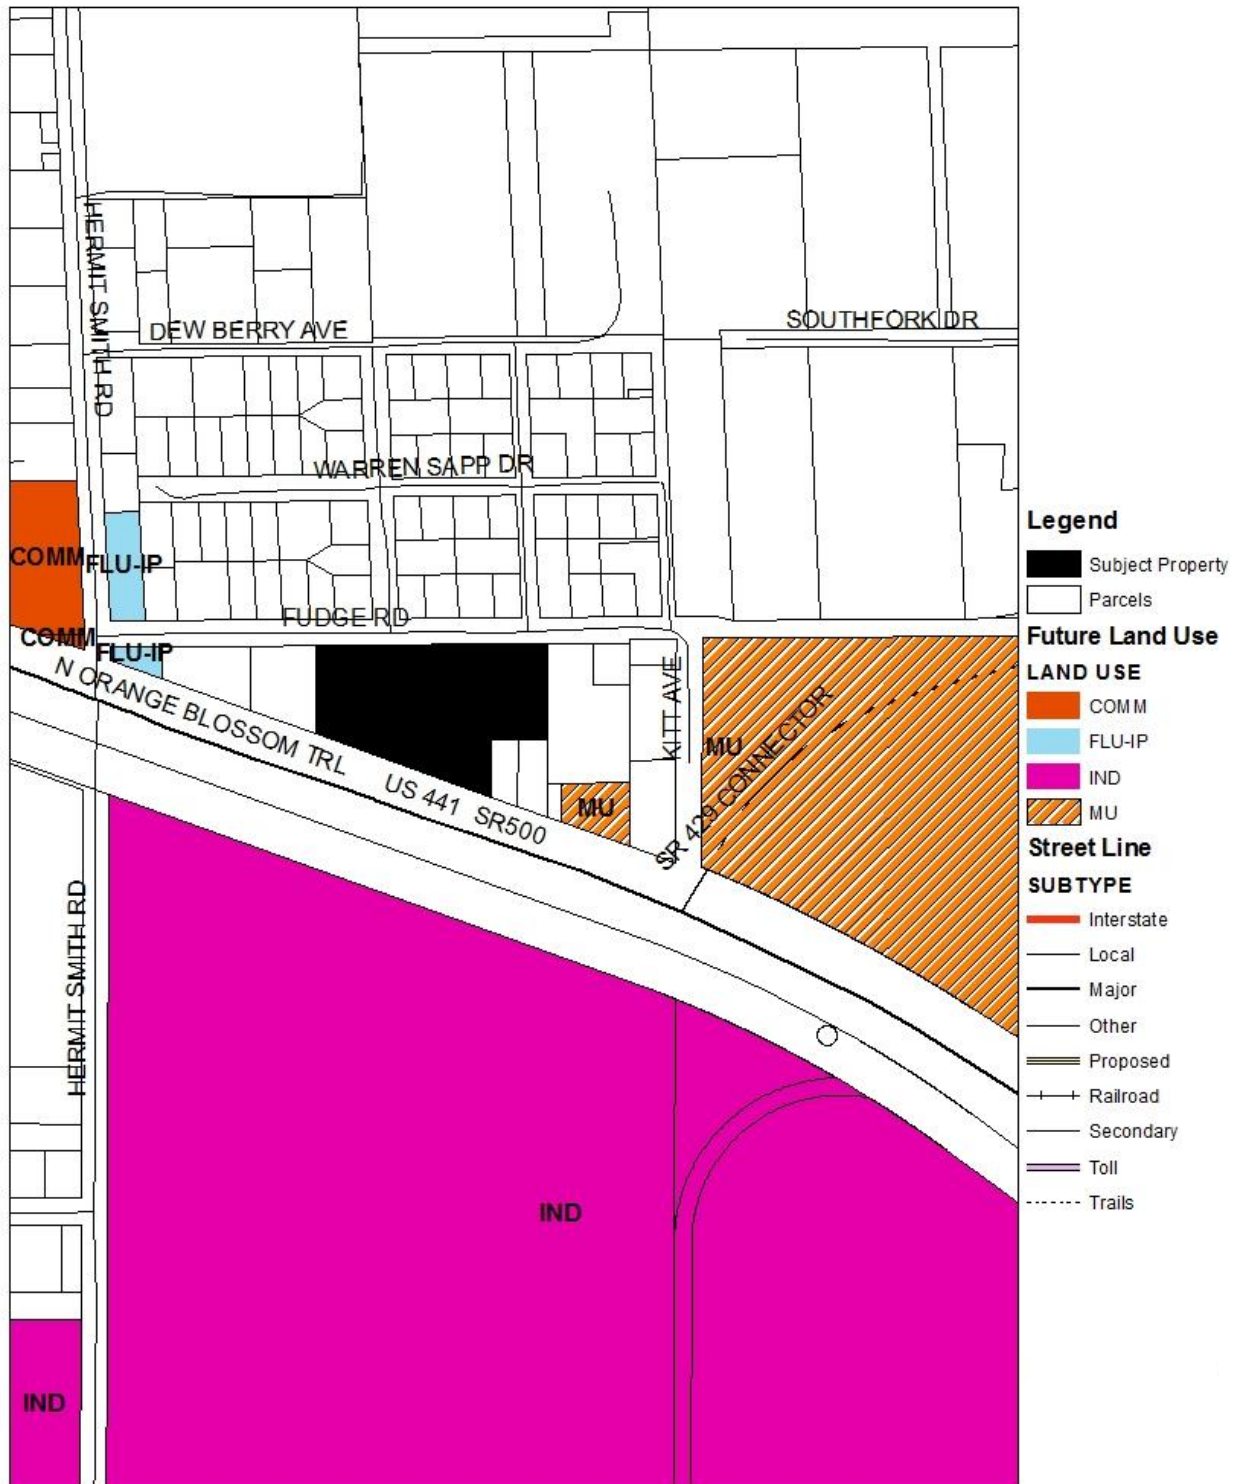 HERMIT SMITH RD
DEW BERRY AVE
SOUTHFORK DR
WARREN SAPP DR
COMM
FLU-IP
FUDGE RD
COMM
FLU-IP
N ORANGE BLOSSOM TRL
US 441 SR500
KITT AVE
MU
SR 429 CONNECTOR
MU
HERMIT SMITH RD
IND
IND
Legend
Subject Property
Parcels
Future Land Use
LAND USE
COMM
FLU-IP
IND
MU
Street Line
SUBTYPE
Interstate
Local
Major
Other
Proposed
Railroad
Secondary
Toll
Trails